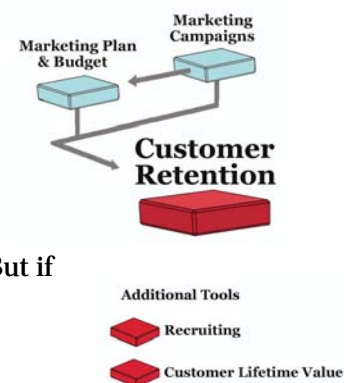 Marketing
Campaigns
Marketing Plan
& Budget
Customer
Retention
But if
Additional Tools
Recruiting
Customer Lifetime Value